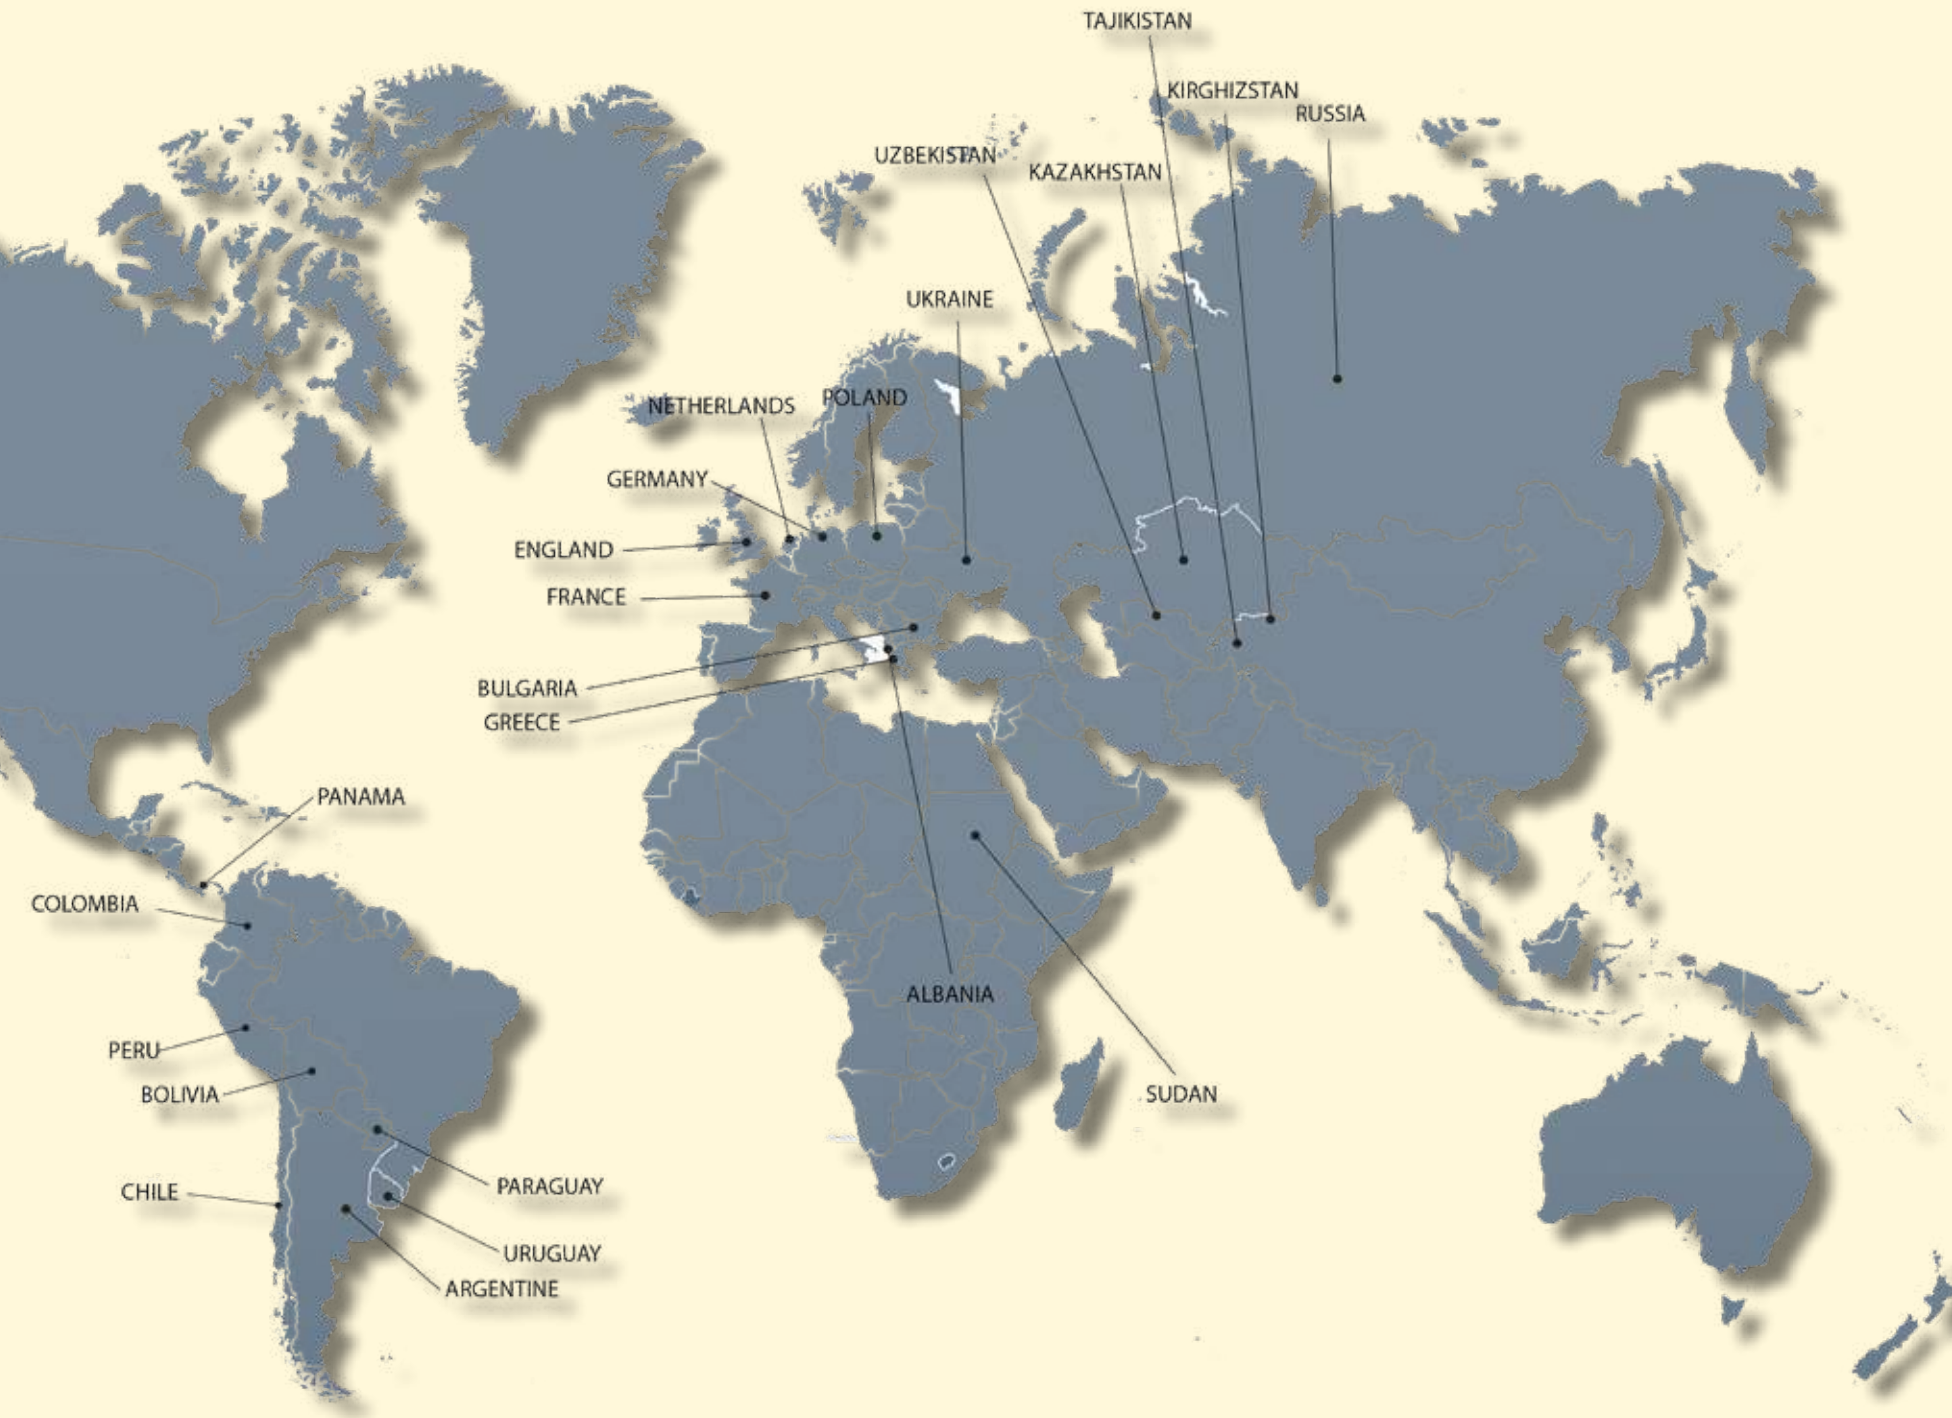 TAJIKISTAN
KIRGHIZSTAN
RUSSIA
UZBEKISTAN
KAZAKHSTAN
UKRAINE
NETHERLANDS
POLAND
GERMANY
ENGLAND
FRANCE
BULGARIA
GREECE
PANAMA
COLOMBIA
ALBANIA
PERU
BOLIVIA
SUDAN
CHILE
PARAGUAY
URUGUAY
ARGENTINE